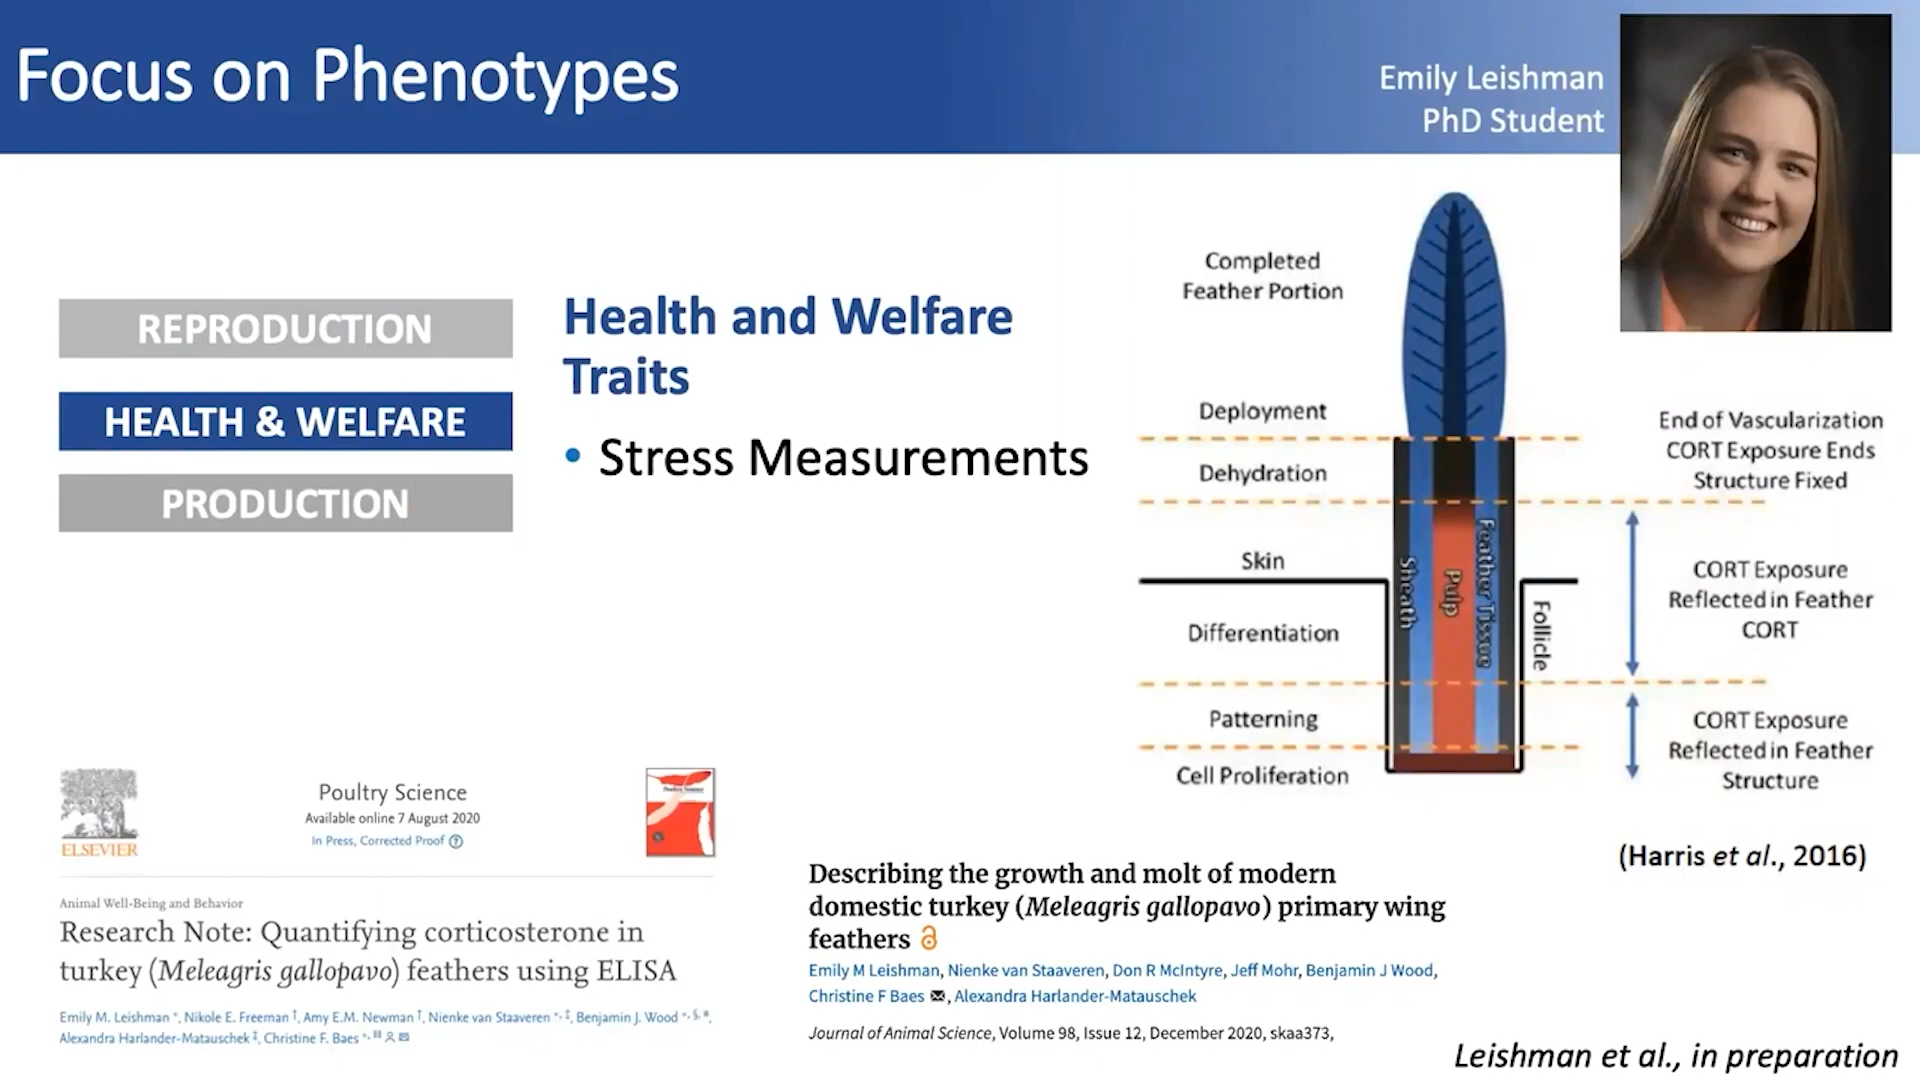 Focus on Phenotypes
Emily Leishman
PhD Student
REPRODUCTION
HEALTH & WELFARE
PRODUCTION
Health and Welfare
Traits
• Stress Measurements
Completed
Feather Portion
Deployment
Dehydration
Skin
Differentiation
Patterning
Cell Proliferation
Sheath
Pulp
Feather Tissue
Follicle
End of Vascularization
CORT Exposure Ends
Structure Fixed
CORT Exposure
Reflected in Feather
CORT
CORT Exposure
Reflected in Feather
Structure
(Harris et al., 2016)
ELSEVIER
Poultry Science
Available online 7 August 2020
In Press, Corrected Proof
Poultry Science
Animal Well-Being and Behavior
Research Note: Quantifying corticosterone in
turkey (Meleagris gallopavo) feathers using ELISA
Emily M. Leishman *, Nikole E. Freeman †, Amy E.M. Newman †, Nienke van Staaveren *, ‡, Benjamin J. Wood *, §, #,
Alexandra Harlander-Matauschek ‡, Christine F. Baes *, ‖‖
Describing the growth and molt of modern
domestic turkey (Meleagris gallopavo) primary wing
feathers
Emily M Leishman, Nienke van Staaveren, Don R McIntyre, Jeff Mohr, Benjamin J Wood,
Christine F Baes, Alexandra Harlander-Matauschek
Journal of Animal Science, Volume 98, Issue 12, December 2020, skaa373,
Leishman et al., in preparation